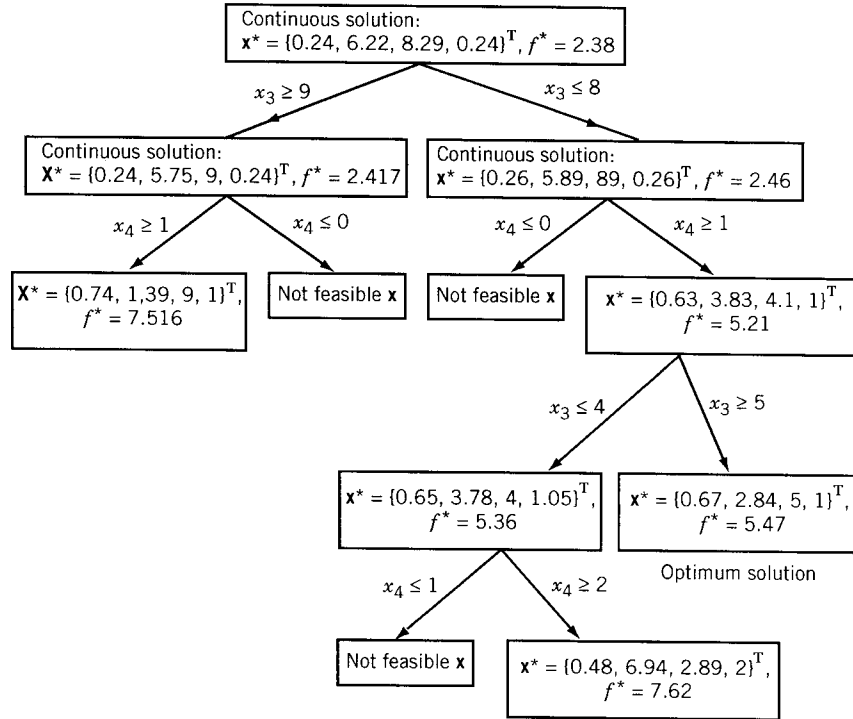 Continuous solution:
x* = {0.24, 6.22, 8.29, 0.24}ᵀ, f* = 2.38
x₃ ≥ 9
x₃ ≤ 8
Continuous solution:
X* = {0.24, 5.75, 9, 0.24}ᵀ, f* = 2.417
Continuous solution:
x* = {0.26, 5.89, 89, 0.26}ᵀ, f* = 2.46
x₄ ≥ 1
x₄ ≤ 0
x₄ ≤ 0
x₄ ≥ 1
X* = {0.74, 1,39, 9, 1}ᵀ,
f* = 7.516
Not feasible x
Not feasible x
x* = {0.63, 3.83, 4.1, 1}ᵀ,
f* = 5.21
x₃ ≤ 4
x₃ ≥ 5
x* = {0.65, 3.78, 4, 1.05}ᵀ,
f* = 5.36
x* = {0.67, 2.84, 5, 1}ᵀ,
f* = 5.47
Optimum solution
x₄ ≤ 1
x₄ ≥ 2
Not feasible x
x* = {0.48, 6.94, 2.89, 2}ᵀ,
f* = 7.62